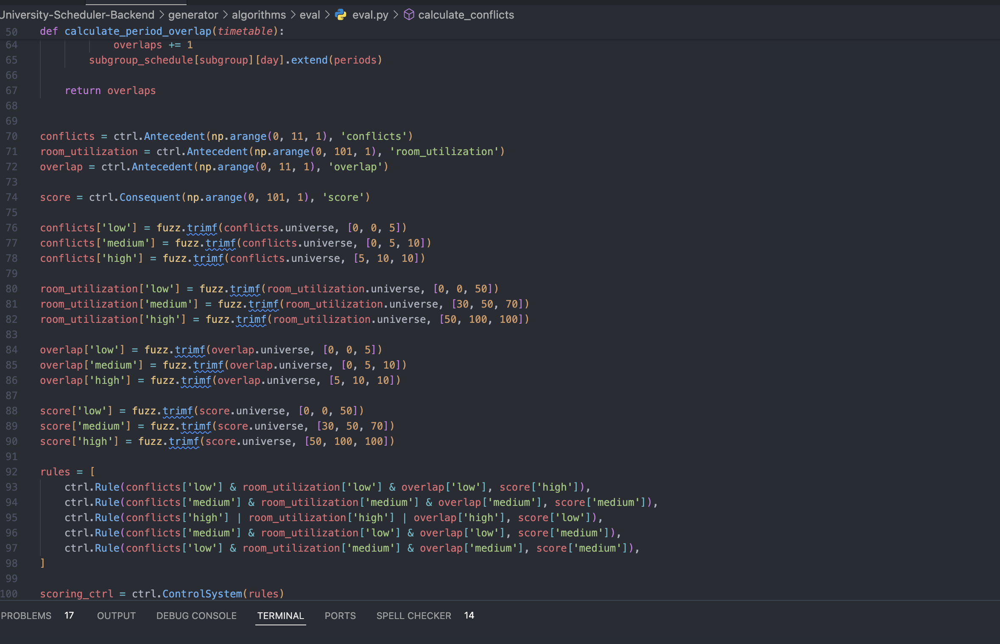 University-Scheduler-Backend > generator > algorithms > eval > eval.py > calculate_conflicts
50 def calculate_period_overlap(timetable):
64 overlaps += 1
65 subgroup_schedule[subgroup][day].extend(periods)
66
67 return overlaps
68
69
70 conflicts = ctrl.Antecedent(np.arange(0, 11, 1), 'conflicts')
71 room_utilization = ctrl.Antecedent(np.arange(0, 101, 1), 'room_utilization')
72 overlap = ctrl.Antecedent(np.arange(0, 11, 1), 'overlap')
73
74 score = ctrl.Consequent(np.arange(0, 101, 1), 'score')
75
76 conflicts['low'] = fuzz.trimf(conflicts.universe, [0, 0, 5])
77 conflicts['medium'] = fuzz.trimf(conflicts.universe, [0, 5, 10])
78 conflicts['high'] = fuzz.trimf(conflicts.universe, [5, 10, 10])
79
80 room_utilization['low'] = fuzz.trimf(room_utilization.universe, [0, 0, 50])
81 room_utilization['medium'] = fuzz.trimf(room_utilization.universe, [30, 50, 70])
82 room_utilization['high'] = fuzz.trimf(room_utilization.universe, [50, 100, 100])
83
84 overlap['low'] = fuzz.trimf(overlap.universe, [0, 0, 5])
85 overlap['medium'] = fuzz.trimf(overlap.universe, [0, 5, 10])
86 overlap['high'] = fuzz.trimf(overlap.universe, [5, 10, 10])
87
88 score['low'] = fuzz.trimf(score.universe, [0, 0, 50])
89 score['medium'] = fuzz.trimf(score.universe, [30, 50, 70])
90 score['high'] = fuzz.trimf(score.universe, [50, 100, 100])
91
92 rules = [
93 ctrl.Rule(conflicts['low'] & room_utilization['low'] & overlap['low'], score['high']),
94 ctrl.Rule(conflicts['medium'] & room_utilization['medium'] & overlap['medium'], score['medium']),
95 ctrl.Rule(conflicts['high'] | room_utilization['high'] | overlap['high'], score['low']),
96 ctrl.Rule(conflicts['medium'] & room_utilization['low'] & overlap['low'], score['medium']),
97 ctrl.Rule(conflicts['low'] & room_utilization['medium'] & overlap['medium'], score['medium']),
98 ]
99
100 scoring_ctrl = ctrl.ControlSystem(rules)
PROBLEMS 17 OUTPUT DEBUG CONSOLE TERMINAL PORTS SPELL CHECKER 14